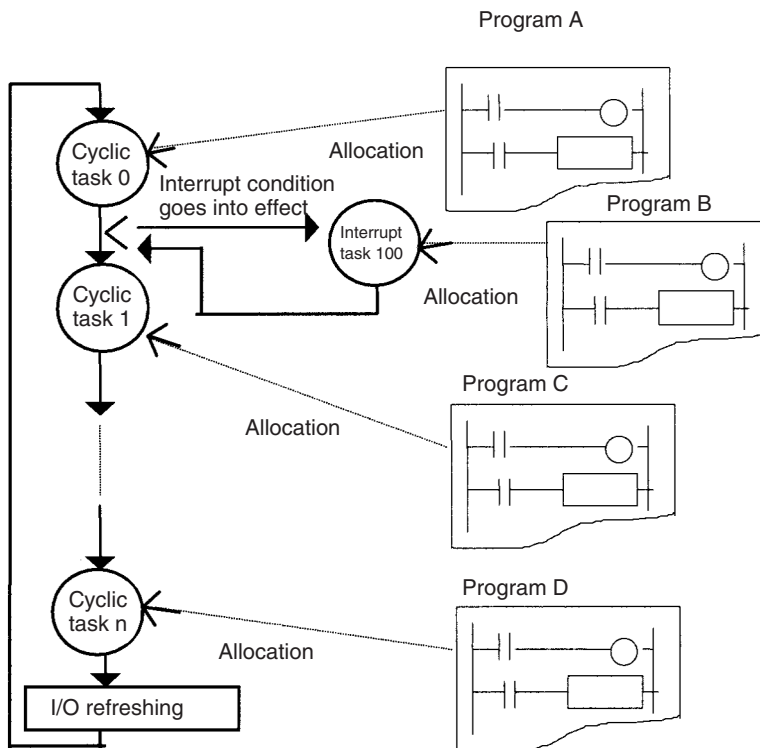 Program A
Cyclic
task 0
Allocation
Interrupt condition
goes into effect
Program B
Interrupt
task 100
Allocation
Cyclic
task 1
Program C
Allocation
Program D
Cyclic
task n
Allocation
I/O refreshing